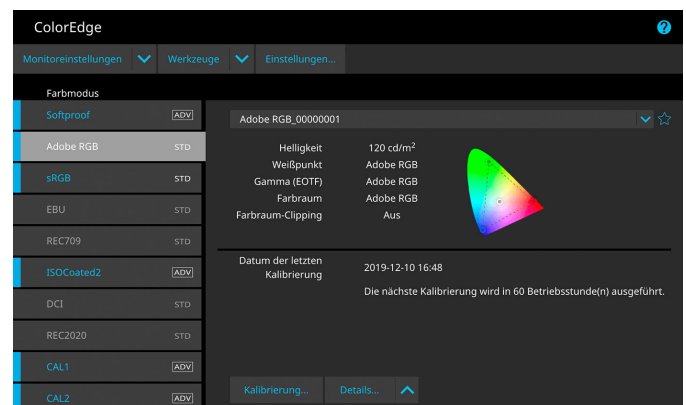 ColorEdge
?
Monitoreinstellungen Werkzeuge Einstellungen...
Farbmodus
Softproof ADV
Adobe RGB STD
sRGB STD
EBU STD
REC709 STD
ISOCoated2 ADV
DCI STD
REC2020 STD
CAL1 ADV
CAL2 ADV
Adobe RGB_00000001
Helligkeit 120 cd/m²
Weißpunkt Adobe RGB
Gamma (EOTF) Adobe RGB
Farbraum Adobe RGB
Farbraum-Clipping Aus
Datum der letzten
Kalibrierung 2019-12-10 16:48
Die nächste Kalibrierung wird in 60 Betriebsstunde(n) ausgeführt.
Kalibrierung... Details...